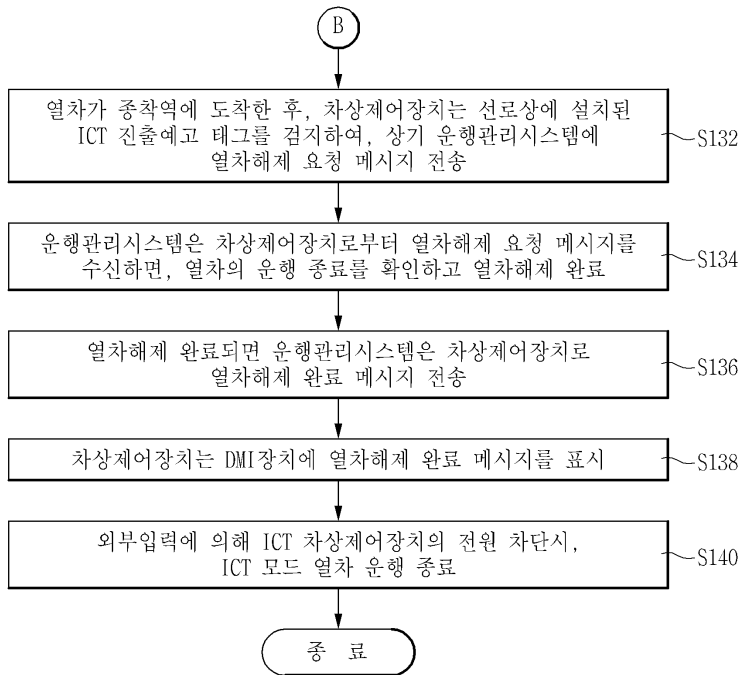 B
열차가 종착역에 도착한 후, 차상제어장치는 선로상에 설치된
ICT 진출예고 태그를 검지하여, 상기 운행관리시스템에
열차해제 요청 메시지 전송
S132
운행관리시스템은 차상제어장치로부터 열차해제 요청 메시지를
수신하면, 열차의 운행 종료를 확인하고 열차해제 완료
S134
열차해제 완료되면 운행관리시스템은 차상제어장치로
열차해제 완료 메시지 전송
S136
차상제어장치는 DMI장치에 열차해제 완료 메시지를 표시
S138
외부입력에 의해 ICT 차상제어장치의 전원 차단시,
ICT 모드 열차 운행 종료
S140
종 료